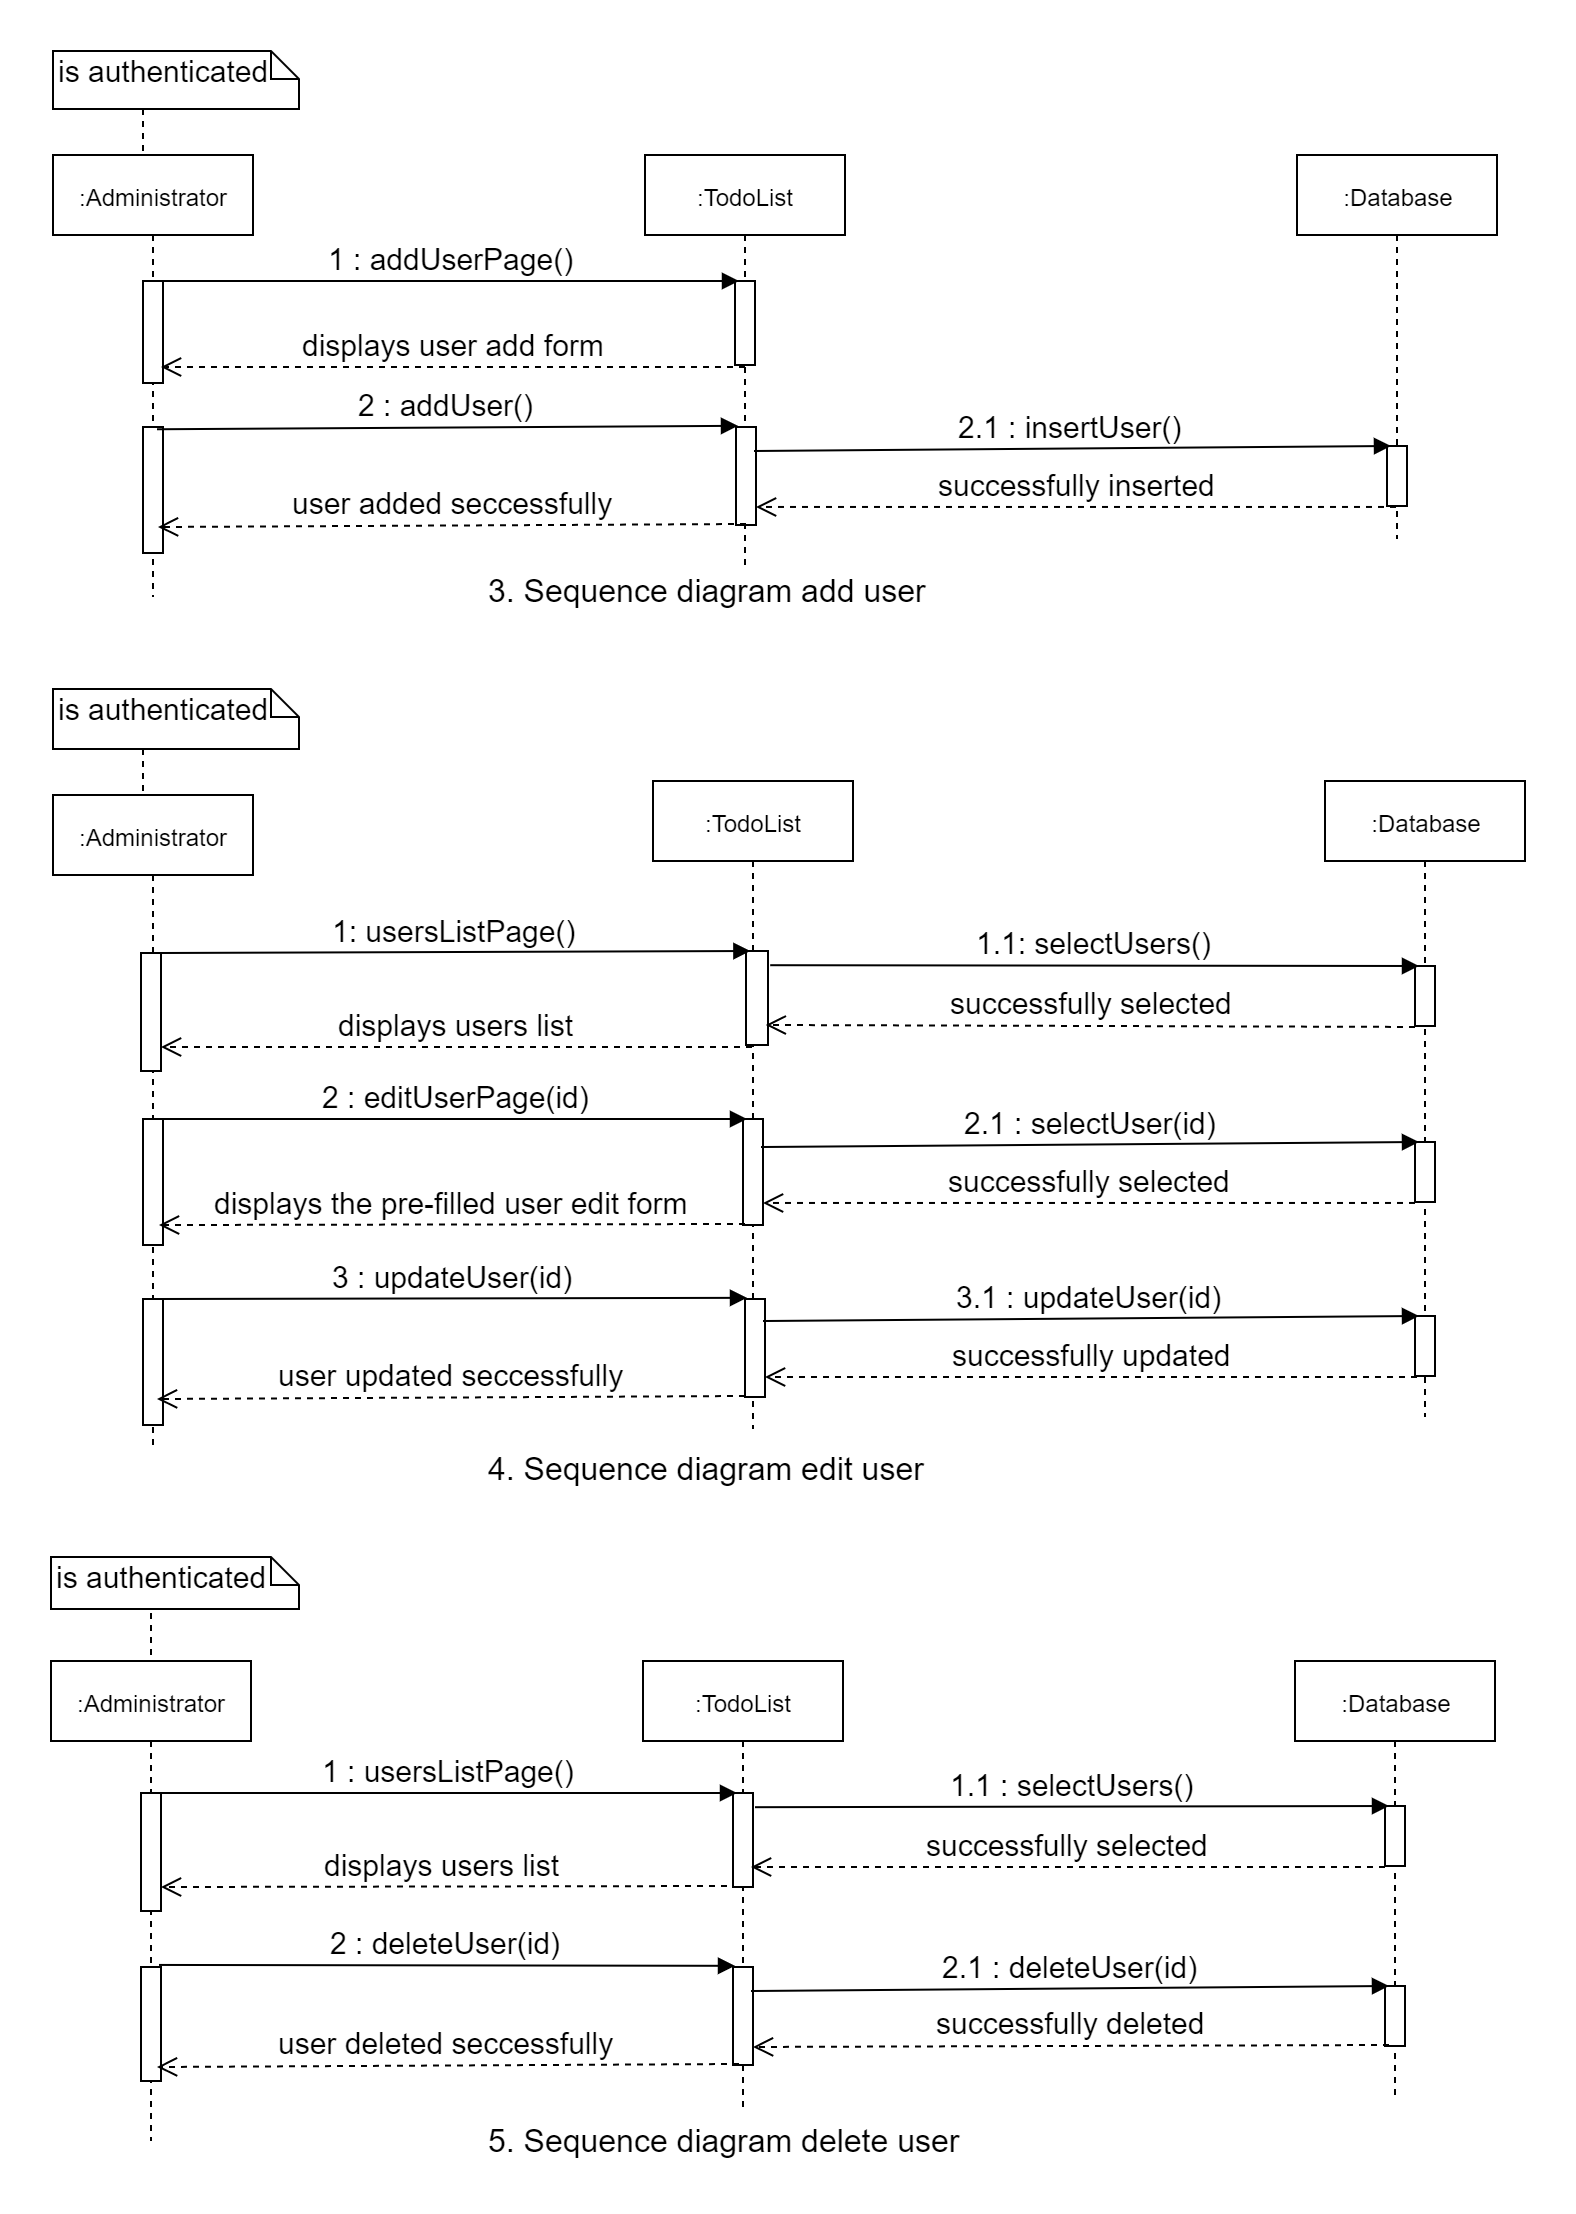 is authenticated
:Administrator
:TodoList
:Database
1 : addUserPage()
displays user add form
2 : addUser()
2.1 : insertUser()
successfully inserted
user added seccessfully
3. Sequence diagram add user
is authenticated
:Administrator
:TodoList
:Database
1: usersListPage()
1.1: selectUsers()
successfully selected
displays users list
2 : editUserPage(id)
2.1 : selectUser(id)
successfully selected
displays the pre-filled user edit form
3 : updateUser(id)
3.1 : updateUser(id)
successfully updated
user updated seccessfully
4. Sequence diagram edit user
is authenticated
:Administrator
:TodoList
:Database
1 : usersListPage()
1.1 : selectUsers()
successfully selected
displays users list
2 : deleteUser(id)
2.1 : deleteUser(id)
successfully deleted
user deleted seccessfully
5. Sequence diagram delete user